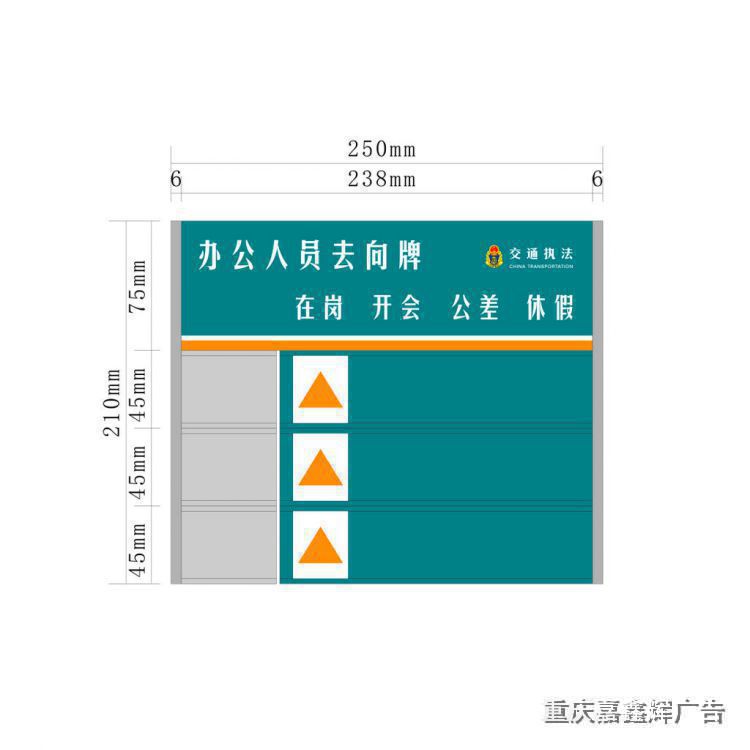 250mm
6 238mm 6
办公人员去向牌
交通执法
CHINA TRANSPORTATION
在岗 开会 公差 休假
75mm
210mm
45mm
45mm
45mm
重庆嘉鑫辉广告